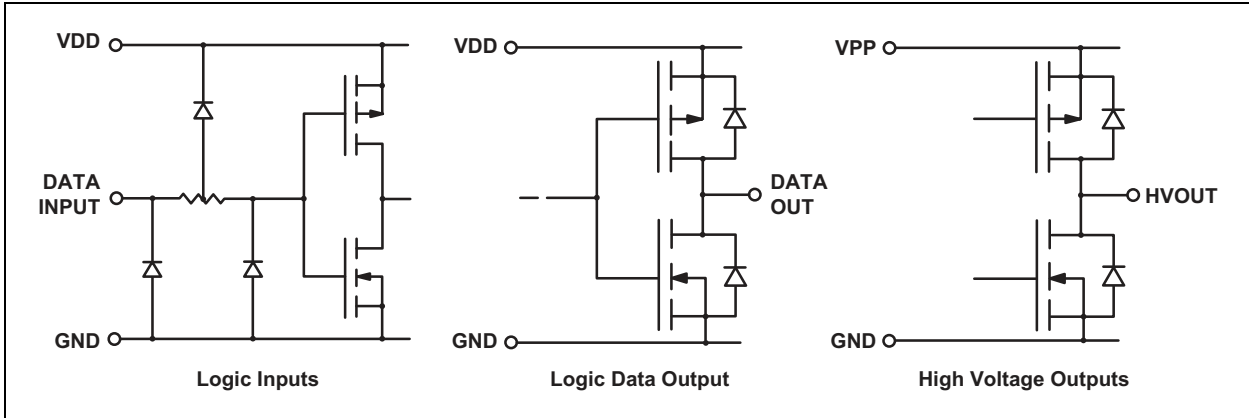 VDD
DATA
INPUT
GND
Logic Inputs
VDD
DATA
OUT
GND
Logic Data Output
VPP
HVOUT
GND
High Voltage Outputs